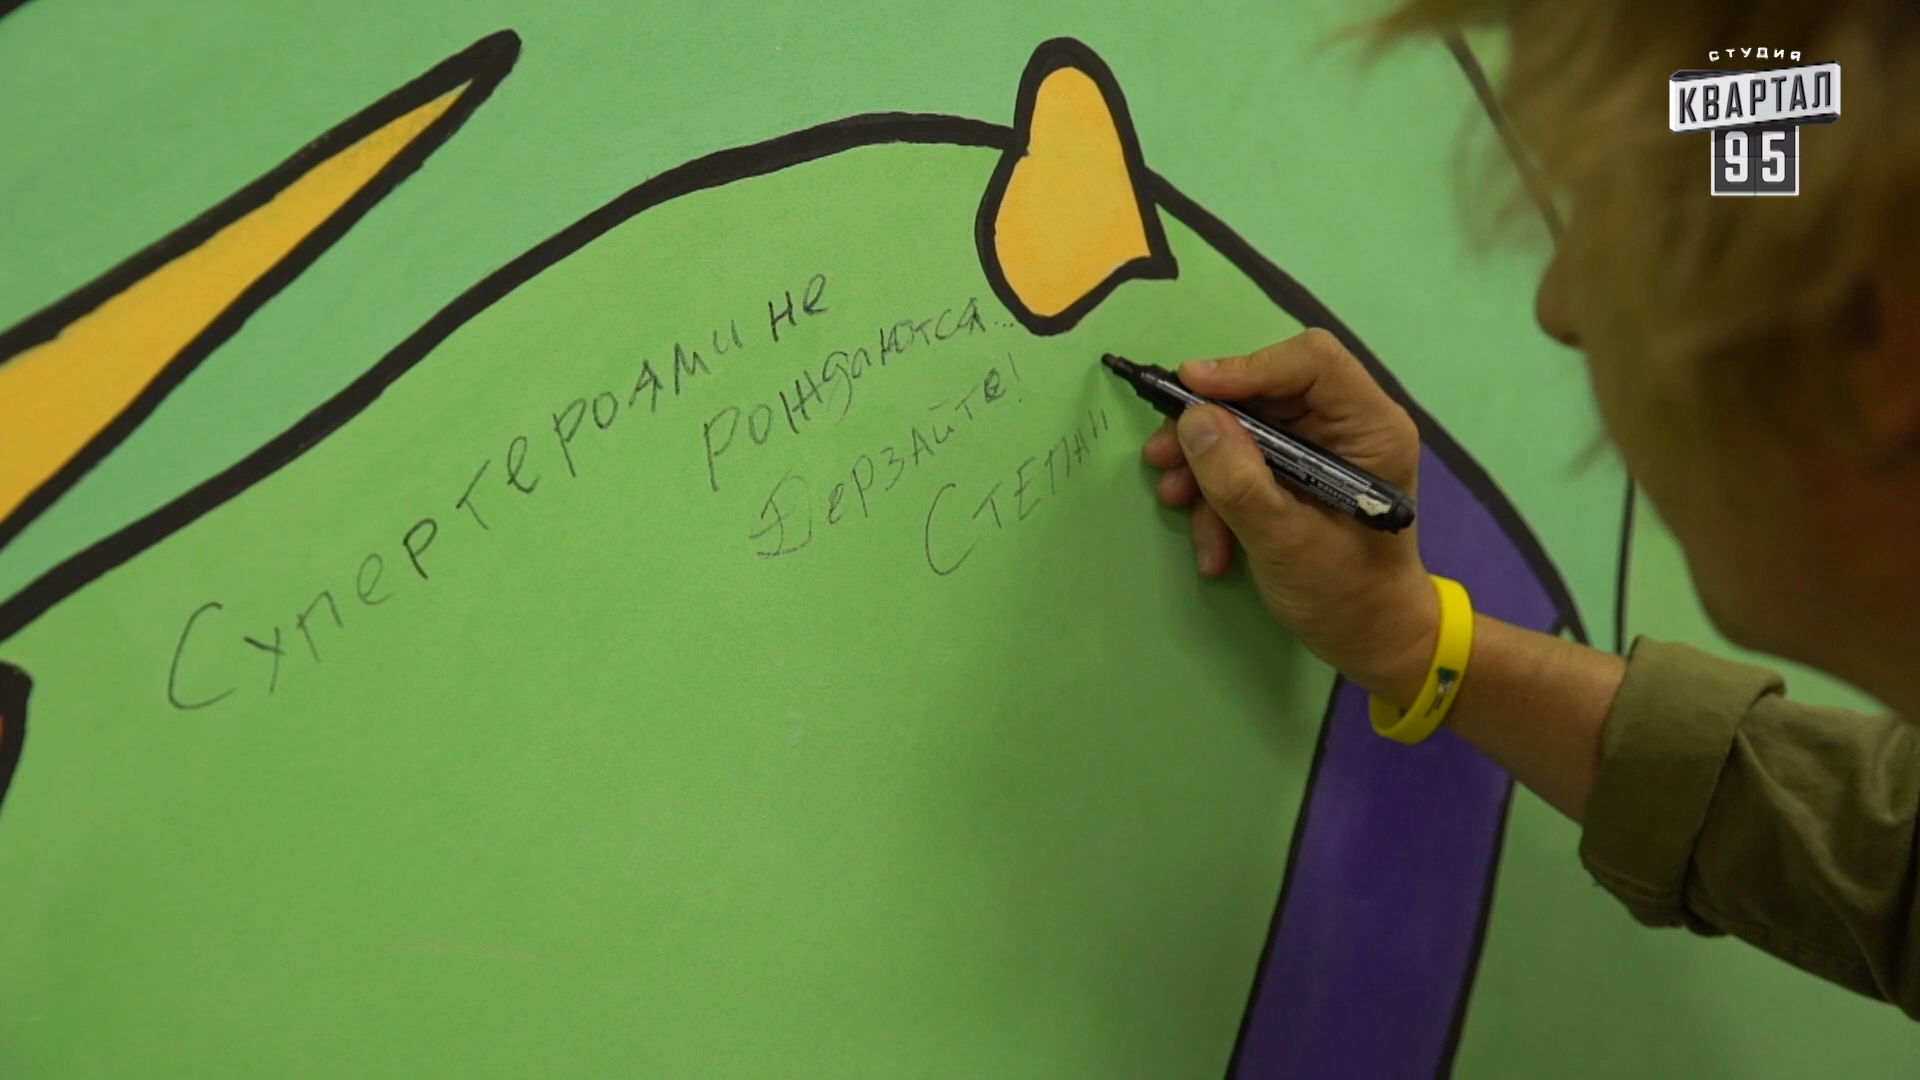 Супергероями не
рождаются...
Дерзайте!
Степан
СТУДИЯ
КВАРТАЛ
95